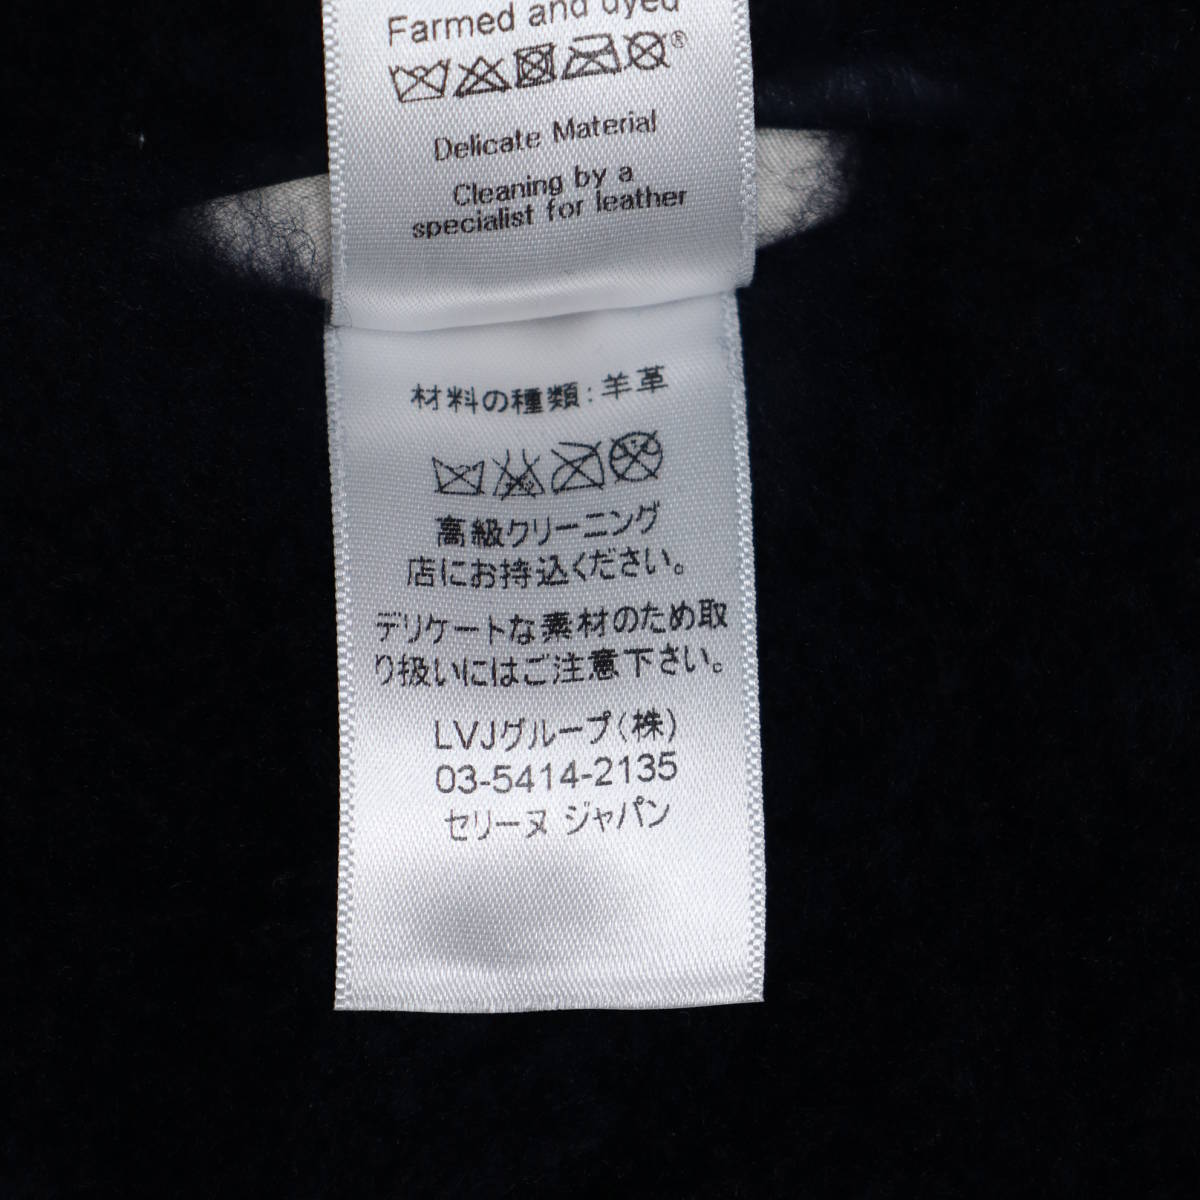 Farmed and dyed
®
Delicate Material
Cleaning by a
specialist for leather
材料の種類：羊革
高級クリーニング
店にお持込ください。
デリケートな素材のため取
り扱いにはご注意下さい。
LVJグループ（株）
03-5414-2135
セリーヌ ジャパン